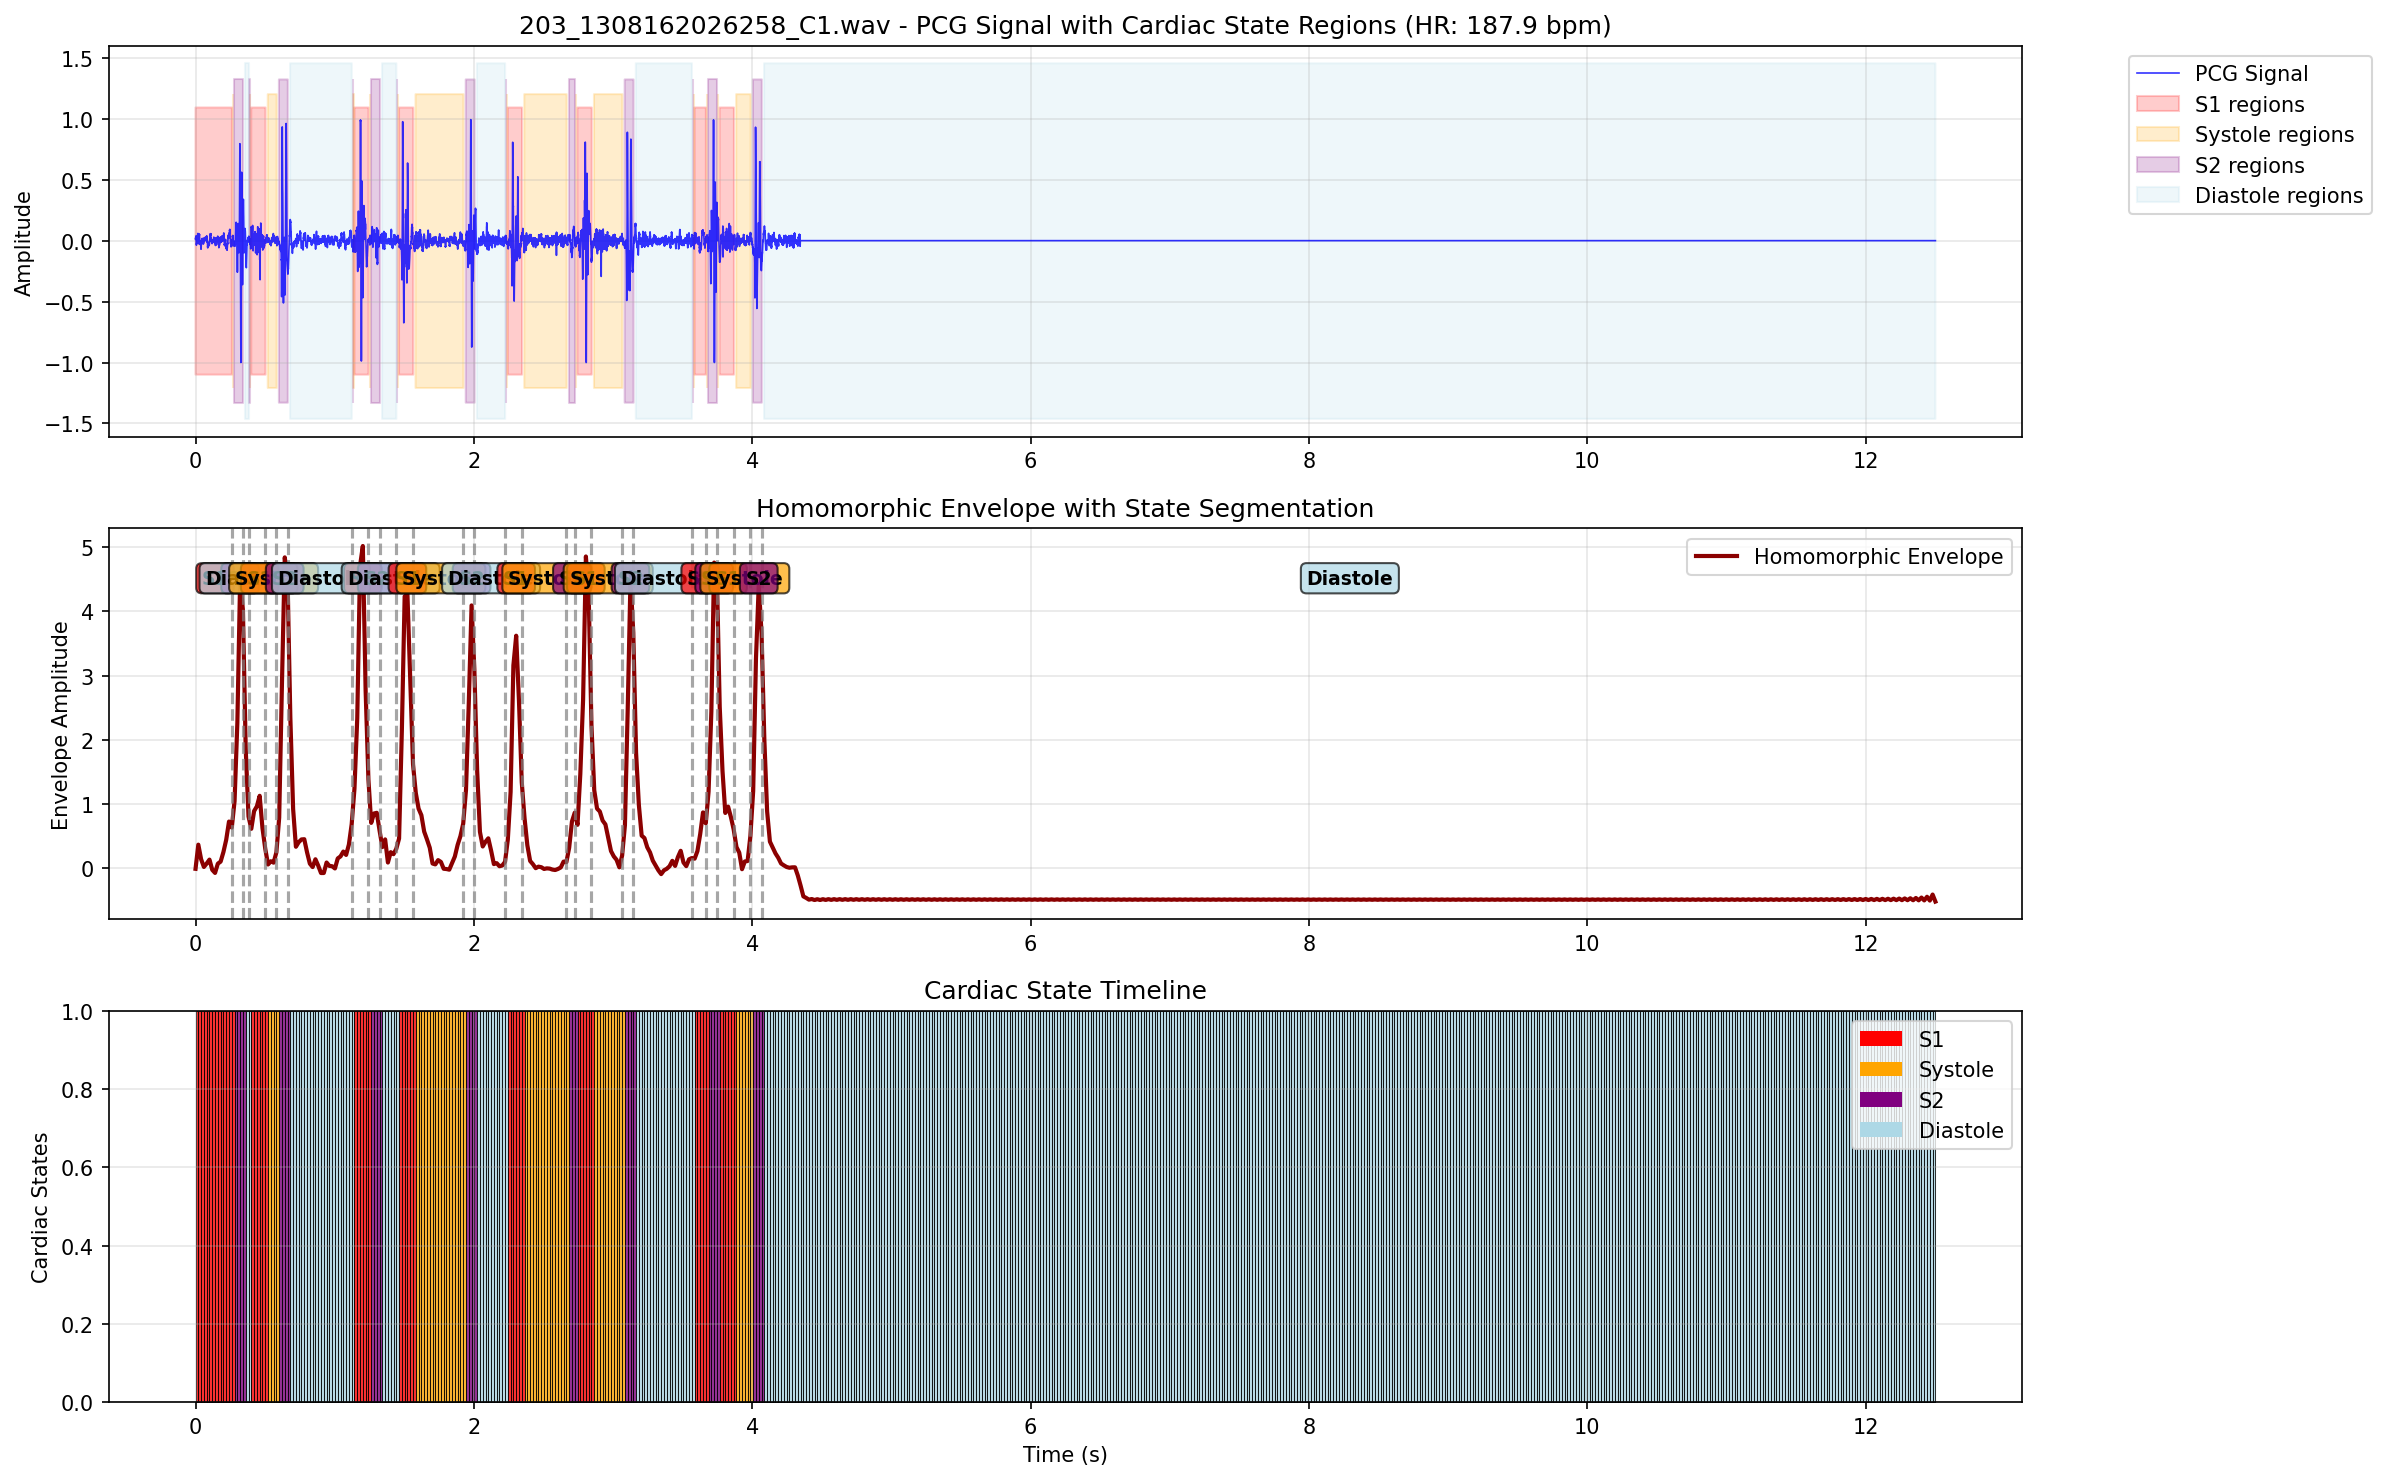 203_1308162026258_C1.wav - PCG Signal with Cardiac State Regions (HR: 187.9 bpm)
Amplitude
1.5
1.0
0.5
0.0
−0.5
−1.0
−1.5
0 2 4 6 8 10 12
PCG Signal
S1 regions
Systole regions
S2 regions
Diastole regions
Homomorphic Envelope with State Segmentation
Envelope Amplitude
5
4
3
2
1
0
Homomorphic Envelope
S2
Diastole
0 2 4 6 8 10 12
Cardiac State Timeline
Cardiac States
1.0
0.8
0.6
0.4
0.2
0.0
S1
Systole
S2
Diastole
0 2 4 6 8 10 12
Time (s)